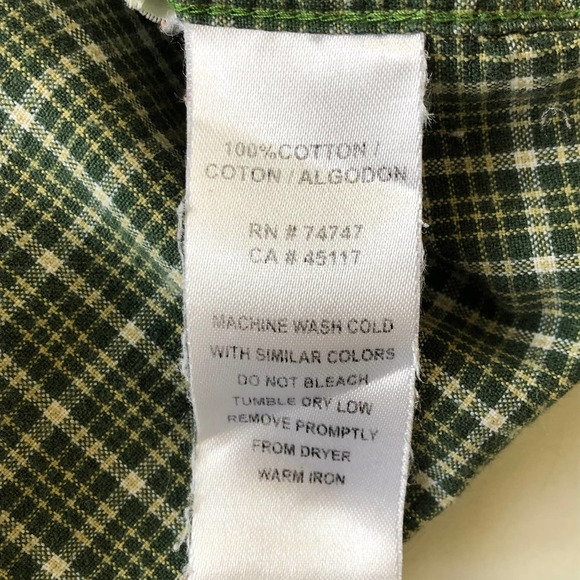 100%COTTON /
COTON / ALGODON
RN # 74747
CA # 45117
MACHINE WASH COLD
WITH SIMILAR COLORS
DO NOT BLEACH
TUMBLE DRY LOW
REMOVE PROMPTLY
FROM DRYER
WARM IRON